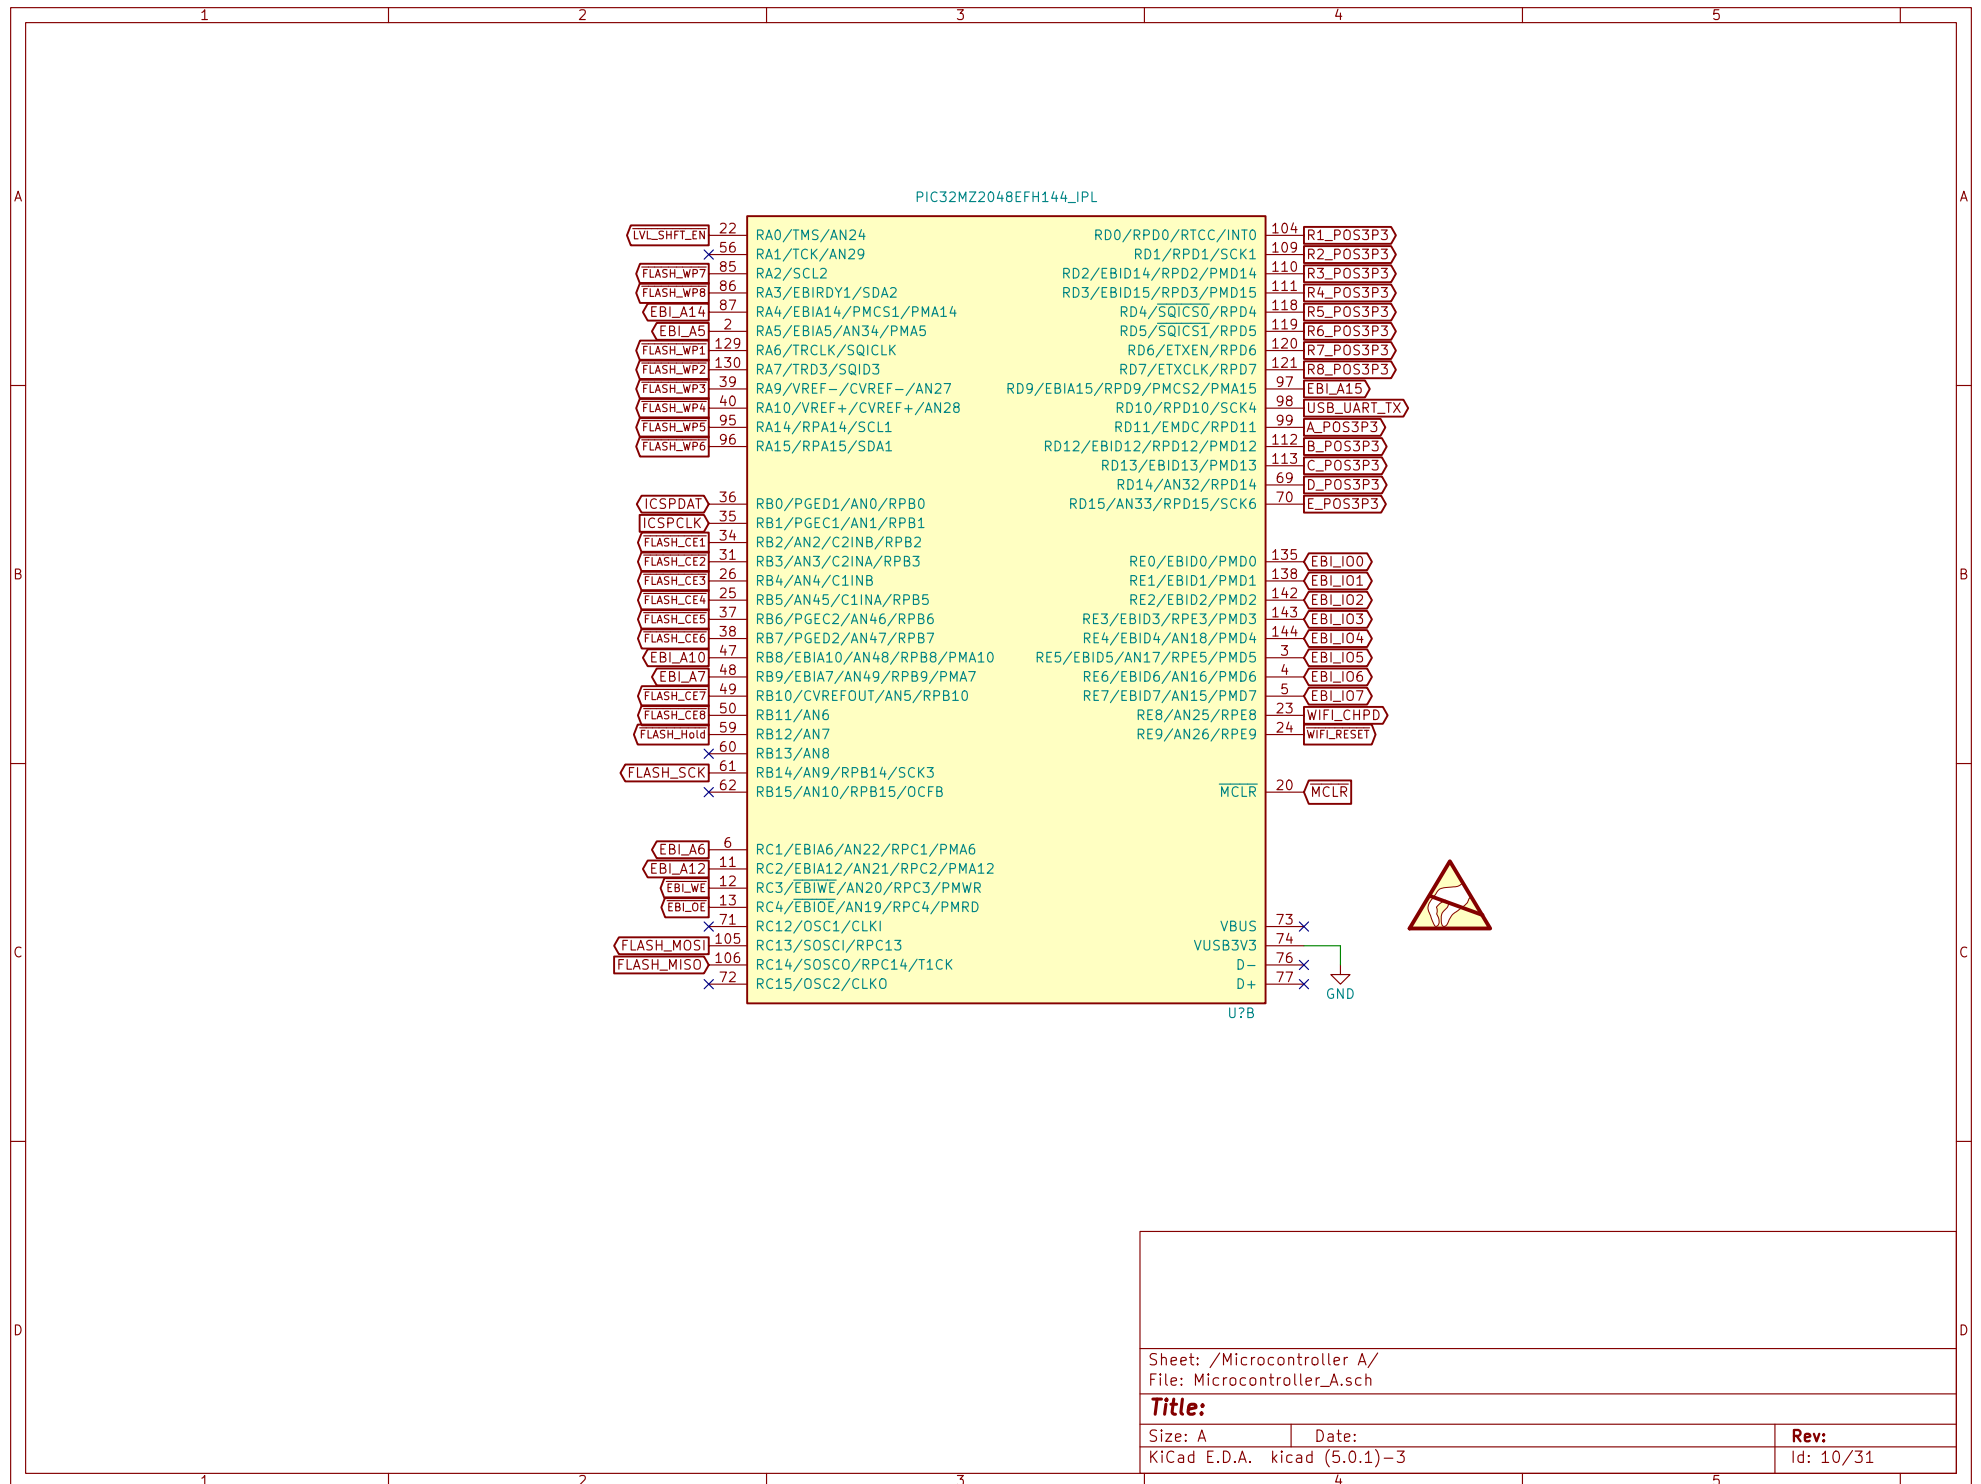 1 2 3 4 5
A A
PIC32MZ2048EFH144_IPL
LVL_SHFT_EN 22 RA0/TMS/AN24 RD0/RPD0/RTCC/INT0 104 R1_POS3P3
56 RA1/TCK/AN29 RD1/RPD1/SCK1 109 R2_POS3P3
FLASH_WP7 85 RA2/SCL2 RD2/EBID14/RPD2/PMD14 110 R3_POS3P3
FLASH_WP8 86 RA3/EBIRDY1/SDA2 RD3/EBID15/RPD3/PMD15 111 R4_POS3P3
EBI_A14 87 RA4/EBIA14/PMCS1/PMA14 RD4/SQICS0/RPD4 118 R5_POS3P3
EBI_A5 2 RA5/EBIA5/AN34/PMA5 RD5/SQICS1/RPD5 119 R6_POS3P3
FLASH_WP1 129 RA6/TRCLK/SQICLK RD6/ETXEN/RPD6 120 R7_POS3P3
FLASH_WP2 130 RA7/TRD3/SQID3 RD7/ETXCLK/RPD7 121 R8_POS3P3
FLASH_WP3 39 RA9/VREF-/CVREF-/AN27 RD9/EBIA15/RPD9/PMCS2/PMA15 97 EBI_A15
FLASH_WP4 40 RA10/VREF+/CVREF+/AN28 RD10/RPD10/SCK4 98 USB_UART_TX
FLASH_WP5 95 RA14/RPA14/SCL1 RD11/EMDC/RPD11 99 A_POS3P3
FLASH_WP6 96 RA15/RPA15/SDA1 RD12/EBID12/RPD12/PMD12 112 B_POS3P3
RD13/EBID13/PMD13 113 C_POS3P3
RD14/AN32/RPD14 69 D_POS3P3
ICSPDAT 36 RB0/PGED1/AN0/RPB0 RD15/AN33/RPD15/SCK6 70 E_POS3P3
ICSPCLK 35 RB1/PGEC1/AN1/RPB1
FLASH_CE1 34 RB2/AN2/C2INB/RPB2
FLASH_CE2 31 RB3/AN3/C2INA/RPB3 RE0/EBID0/PMD0 135 EBI_IO0
B B
FLASH_CE3 26 RB4/AN4/C1INB RE1/EBID1/PMD1 138 EBI_IO1
FLASH_CE4 25 RB5/AN45/C1INA/RPB5 RE2/EBID2/PMD2 142 EBI_IO2
FLASH_CE5 37 RB6/PGEC2/AN46/RPB6 RE3/EBID3/RPE3/PMD3 143 EBI_IO3
FLASH_CE6 38 RB7/PGED2/AN47/RPB7 RE4/EBID4/AN18/PMD4 144 EBI_IO4
EBI_A10 47 RB8/EBIA10/AN48/RPB8/PMA10 RE5/EBID5/AN17/RPE5/PMD5 3 EBI_IO5
EBI_A7 48 RB9/EBIA7/AN49/RPB9/PMA7 RE6/EBID6/AN16/PMD6 4 EBI_IO6
FLASH_CE7 49 RB10/CVREFOUT/AN5/RPB10 RE7/EBID7/AN15/PMD7 5 EBI_IO7
FLASH_CE8 50 RB11/AN6 RE8/AN25/RPE8 23 WIFI_CHPD
FLASH_Hold 59 RB12/AN7 RE9/AN26/RPE9 24 WIFI_RESET
60 RB13/AN8
FLASH_SCK 61 RB14/AN9/RPB14/SCK3
62 RB15/AN10/RPB15/OCFB MCLR 20 MCLR
EBI_A6 6 RC1/EBIA6/AN22/RPC1/PMA6
EBI_A12 11 RC2/EBIA12/AN21/RPC2/PMA12
EBI_WE 12 RC3/EBIWE/AN20/RPC3/PMWR
EBI_OE 13 RC4/EBIOE/AN19/RPC4/PMRD
71 RC12/OSC1/CLKI VBUS 73
FLASH_MOSI 105 RC13/SOSCI/RPC13 VUSB3V3 74
C C
FLASH_MISO 106 RC14/SOSCO/RPC14/T1CK D- 76
72 RC15/OSC2/CLKO D+ 77
GND
U?B
D D
Sheet: /Microcontroller A/
File: Microcontroller_A.sch
Title:
Size: A Date: Rev:
KiCad E.D.A. kicad (5.0.1)-3 Id: 10/31
1 2 3 4 5